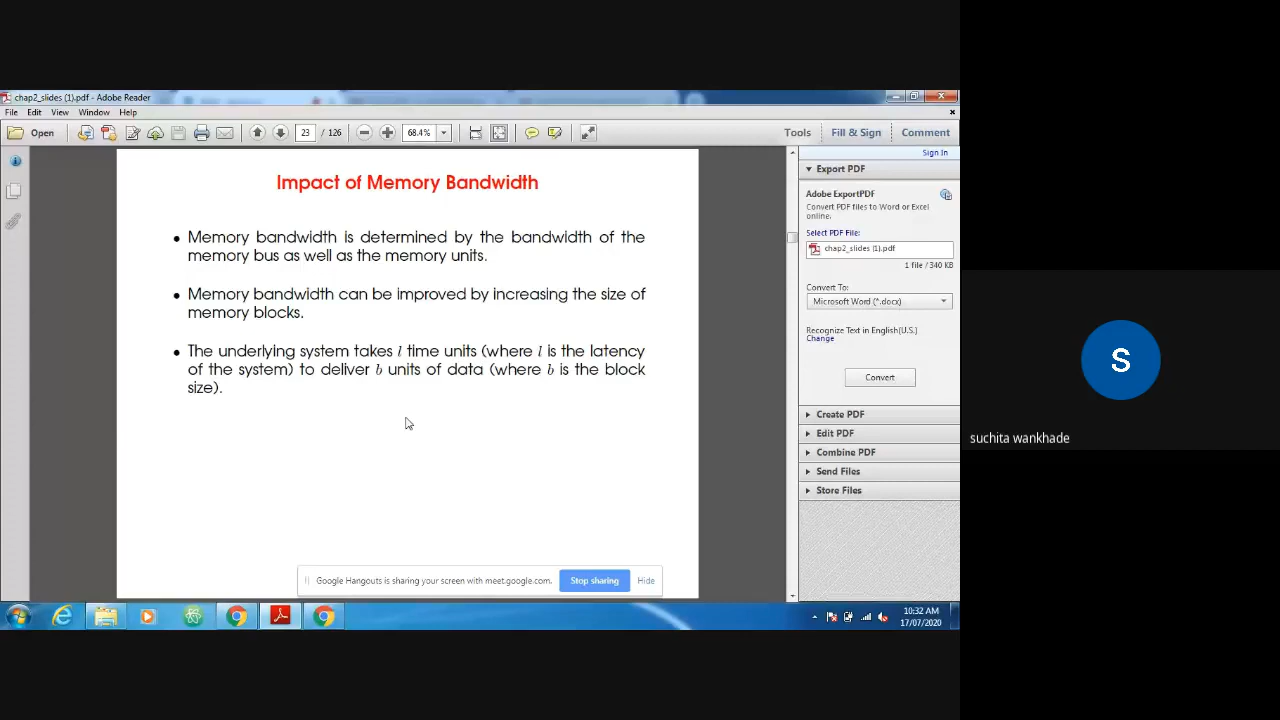 chap2_slides (1).pdf - Adobe Reader
File Edit View Window Help
Open 23 / 126 68.4% Tools Fill & Sign Comment
Sign In
Impact of Memory Bandwidth
• Memory bandwidth is determined by the bandwidth of the
memory bus as well as the memory units.
• Memory bandwidth can be improved by increasing the size of
memory blocks.
• The underlying system takes l time units (where l is the latency
of the system) to deliver b units of data (where b is the block
size).
Export PDF
Adobe ExportPDF
Convert PDF files to Word or Excel
online.
Select PDF File:
chap2_slides (1).pdf
1 file / 340 KB
Convert To:
Microsoft Word (*.docx)
Recognize Text in English(U.S.)
Change
Convert
Create PDF
Edit PDF
Combine PDF
Send Files
Store Files
Google Hangouts is sharing your screen with meet.google.com. Stop sharing Hide
10:32 AM
17/07/2020
S
suchita wankhade